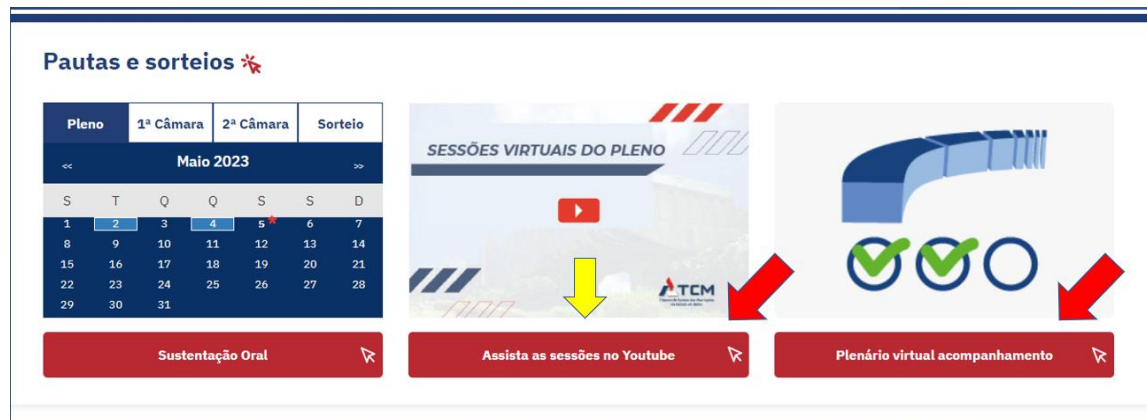 Pautas e sorteios
Pleno 1ª Câmara 2ª Câmara Sorteio
<< Maio 2023 >>
S T Q Q S S D
1 2 3 4 5* 6 7
8 9 10 11 12 13 14
15 16 17 18 19 20 21
22 23 24 25 26 27 28
29 30 31
Sustentação Oral
SESSÕES VIRTUAIS DO PLENO
TCM
Assista as sessões no Youtube
Plenário virtual acompanhamento